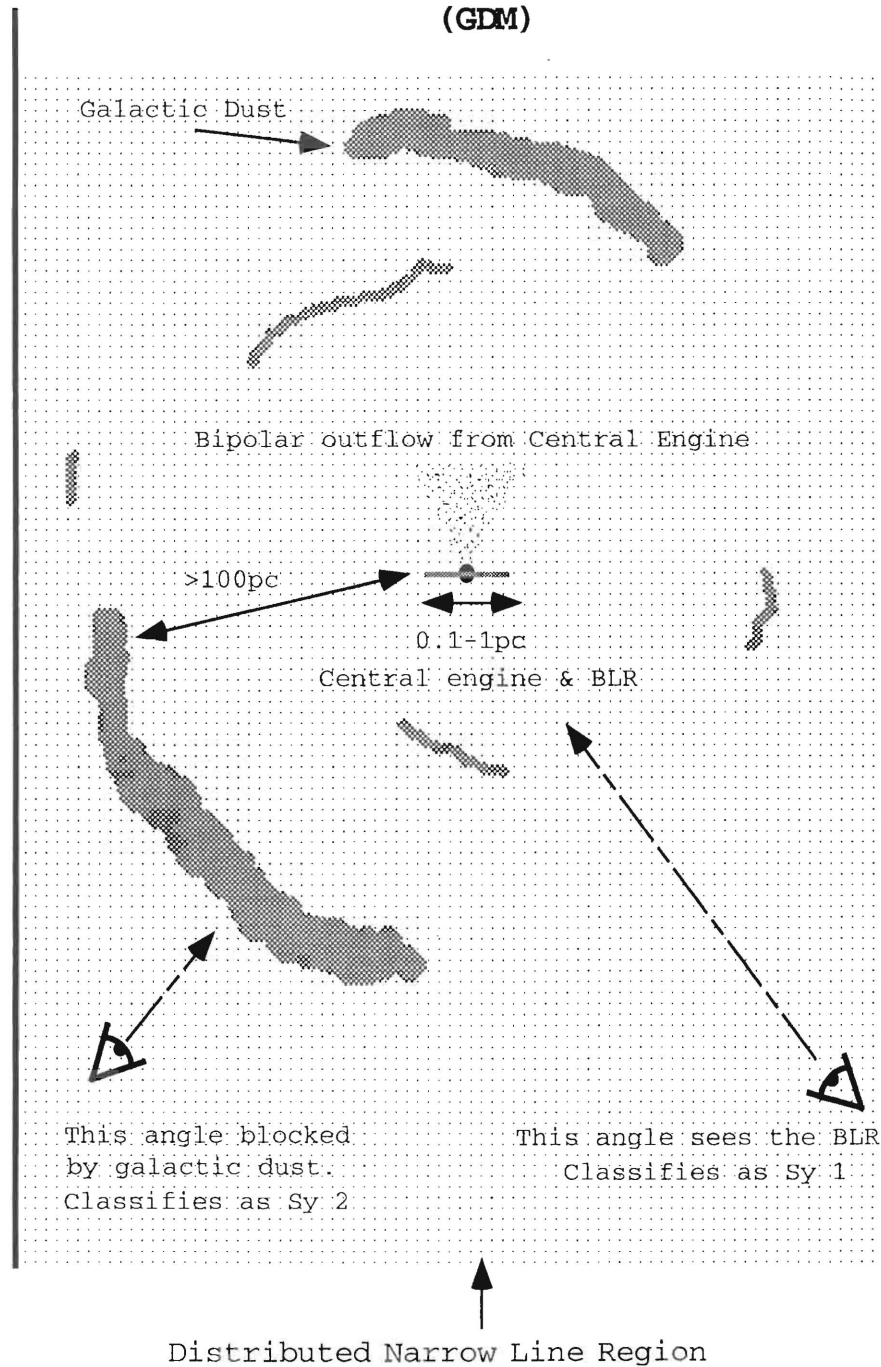 (GDM)
Galactic Dust
Bipolar outflow from Central Engine
>100pc
0.1-1pc
Central engine & BLR
This angle blocked
by galactic dust.
Classifies as Sy 2
This angle sees the BLR
Classifies as Sy 1
Distributed Narrow Line Region